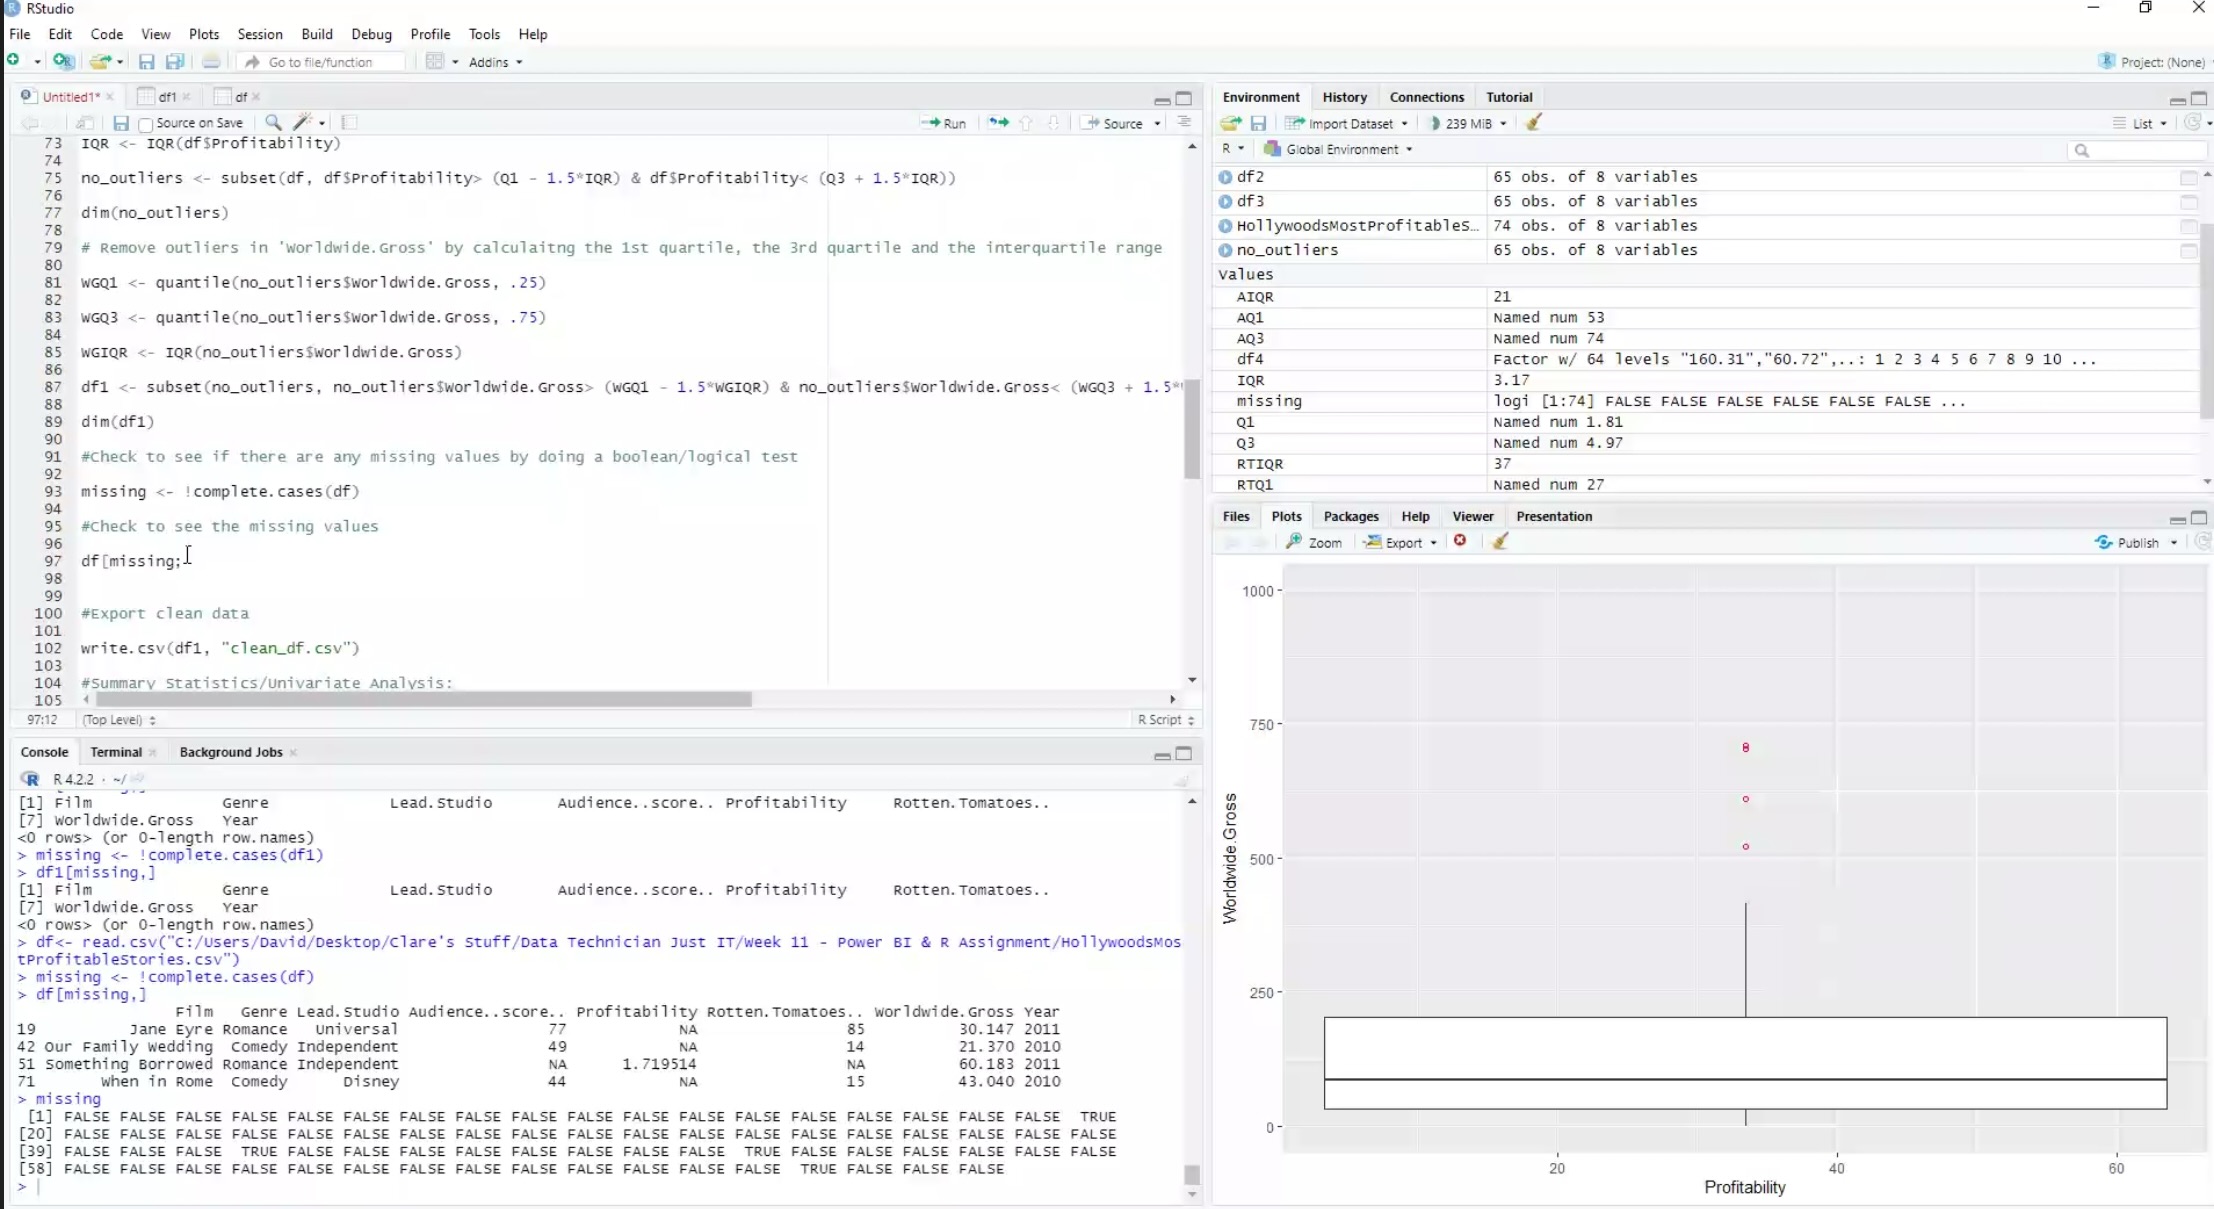 RStudio
File Edit Code View Plots Session Build Debug Profile Tools Help
Go to file/function Addins Project: (None)
Untitled1* df1 df
Source on Save Run Source
73 IQR <- IQR(df$Profitability)
74
75 no_outliers <- subset(df, df$Profitability> (Q1 - 1.5*IQR) & df$Profitability< (Q3 + 1.5*IQR))
76
77 dim(no_outliers)
78
79 # Remove outliers in 'Worldwide.Gross' by calculaitng the 1st quartile, the 3rd quartile and the interquartile range
80
81 WGQ1 <- quantile(no_outliers$Worldwide.Gross, .25)
82
83 WGQ3 <- quantile(no_outliers$Worldwide.Gross, .75)
84
85 WGIQR <- IQR(no_outliers$Worldwide.Gross)
86
87 df1 <- subset(no_outliers, no_outliers$Worldwide.Gross> (WGQ1 - 1.5*WGIQR) & no_outliers$Worldwide.Gross< (WGQ3 + 1.5*
88
89 dim(df1)
90
91 #Check to see if there are any missing values by doing a boolean/logical test
92
93 missing <- !complete.cases(df)
94
95 #Check to see the missing values
96
97 df[missing;
98
99
100 #Export clean data
101
102 write.csv(df1, "clean_df.csv")
103
104 #Summary Statistics/Univariate Analysis:
105
97:12 (Top Level) R Script
Console Terminal Background Jobs
R 4.2.2 · ~/
[1] Film Genre Lead.Studio Audience..score.. Profitability Rotten.Tomatoes..
[7] Worldwide.Gross Year
<0 rows> (or 0-length row.names)
> missing <- !complete.cases(df1)
> df1[missing,]
[1] Film Genre Lead.Studio Audience..score.. Profitability Rotten.Tomatoes..
[7] Worldwide.Gross Year
<0 rows> (or 0-length row.names)
> df<- read.csv("C:/Users/David/Desktop/Clare's Stuff/Data Technician Just IT/Week 11 - Power BI & R Assignment/HollywoodsMos
tProfitableStories.csv")
> missing <- !complete.cases(df)
> df[missing,]
Film Genre Lead.Studio Audience..score.. Profitability Rotten.Tomatoes.. Worldwide.Gross Year
19 Jane Eyre Romance Universal 77 NA 85 30.147 2011
42 Our Family Wedding Comedy Independent 49 NA 14 21.370 2010
51 Something Borrowed Romance Independent NA 1.719514 NA 60.183 2011
71 When in Rome Comedy Disney 44 NA 15 43.040 2010
> missing
[1] FALSE FALSE FALSE FALSE FALSE FALSE FALSE FALSE FALSE FALSE FALSE FALSE FALSE FALSE FALSE FALSE FALSE FALSE TRUE
[20] FALSE FALSE FALSE FALSE FALSE FALSE FALSE FALSE FALSE FALSE FALSE FALSE FALSE FALSE FALSE FALSE FALSE FALSE FALSE
[39] FALSE FALSE FALSE TRUE FALSE FALSE FALSE FALSE FALSE FALSE FALSE FALSE TRUE FALSE FALSE FALSE FALSE FALSE FALSE
[58] FALSE FALSE FALSE FALSE FALSE FALSE FALSE FALSE FALSE FALSE FALSE FALSE FALSE TRUE FALSE FALSE FALSE
>
Environment History Connections Tutorial
Import Dataset 239 MiB List
R Global Environment
df2 65 obs. of 8 variables
df3 65 obs. of 8 variables
HollywoodsMostProfitableS… 74 obs. of 8 variables
no_outliers 65 obs. of 8 variables
Values
AIQR 21
AQ1 Named num 53
AQ3 Named num 74
df4 Factor w/ 64 levels "160.31","60.72",..: 1 2 3 4 5 6 7 8 9 10 ...
IQR 3.17
missing logi [1:74] FALSE FALSE FALSE FALSE FALSE FALSE ...
Q1 Named num 1.81
Q3 Named num 4.97
RTIQR 37
RTQ1 Named num 27
Files Plots Packages Help Viewer Presentation
Zoom Export Publish
1000
750
500
250
0
Worldwide.Gross
20 40 60
Profitability